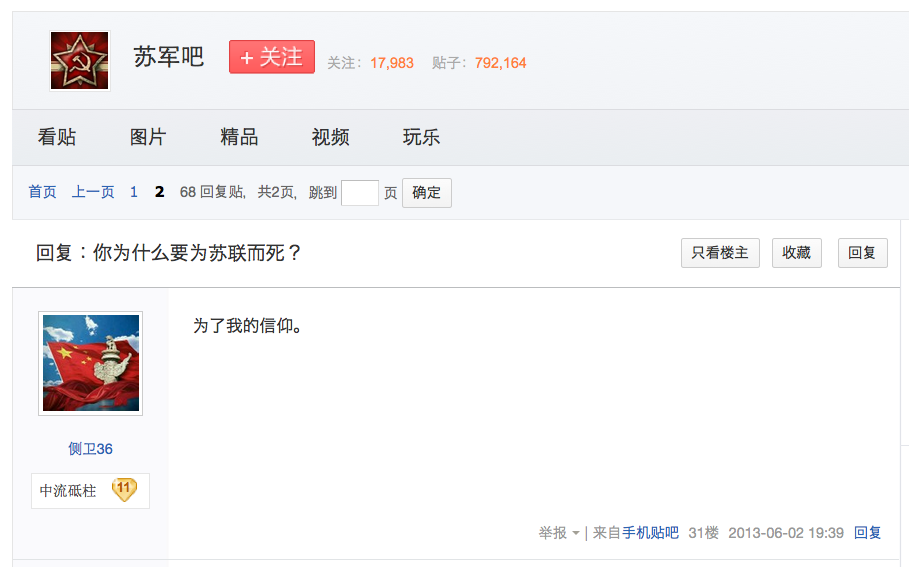 苏军吧 + 关注 关注：17,983 贴子：792,164
看贴 图片 精品 视频 玩乐
首页 上一页 1 2 68 回复贴，共2页，跳到 页 确定
回复：你为什么要为苏联而死？ 只看楼主 收藏 回复
为了我的信仰。
侧卫36
中流砥柱 11
举报 | 来自手机贴吧 31楼 2013-06-02 19:39 回复